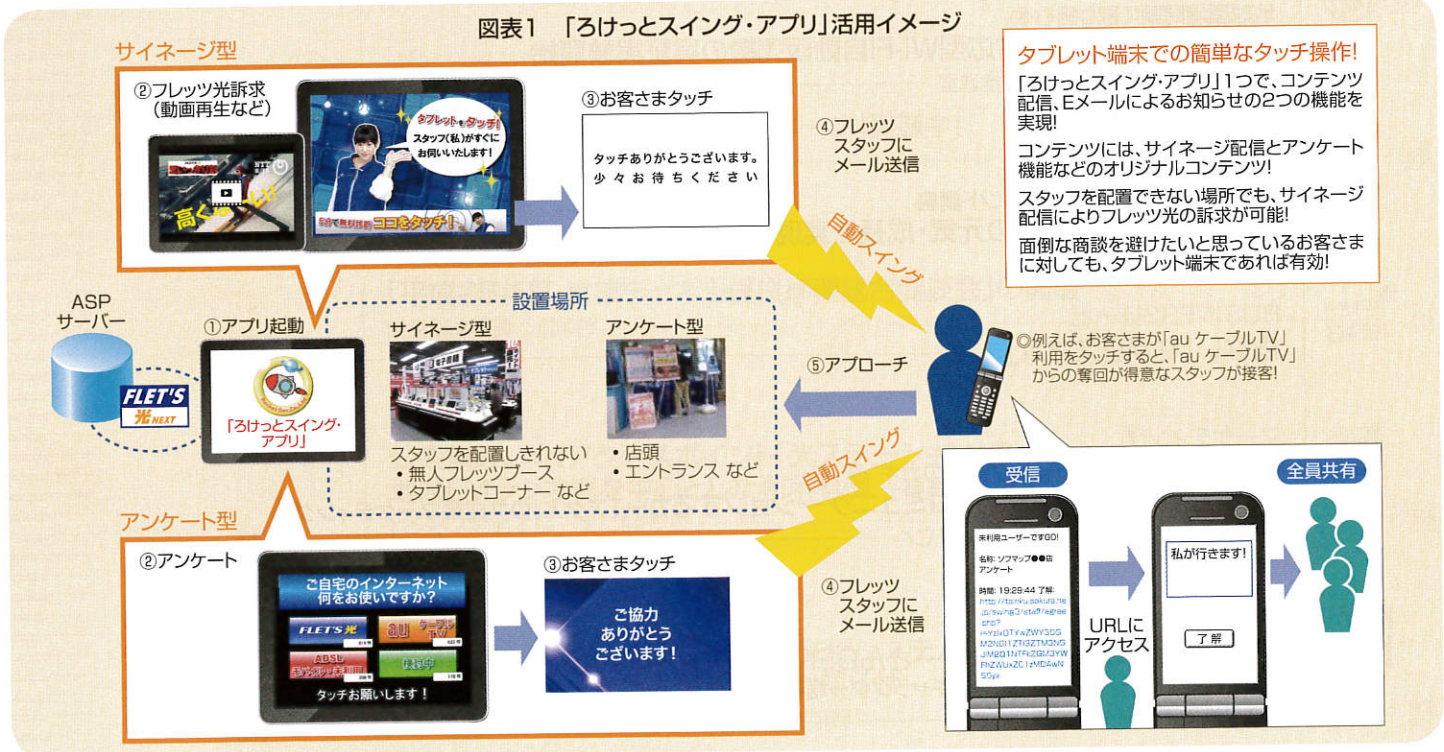 図表1 「ろけっとスイング・アプリ」活用イメージ
サイネージ型
②フレッツ光訴求
(動画再生など)
タブレットをタッチ!
スタッフ(私)がすぐに
お伺いいたします!
ココをタッチ!
③お客さまタッチ
タッチありがとうございます。
少々お待ちください
④フレッツ
スタッフに
メール送信
自動スイング
タブレット端末での簡単なタッチ操作!
「ろけっとスイング・アプリ」1つで、コンテンツ
配信、Eメールによるお知らせの2つの機能を
実現!
コンテンツには、サイネージ配信とアンケート
機能などのオリジナルコンテンツ!
スタッフを配置できない場所でも、サイネージ
配信によりフレッツ光の訴求が可能!
面倒な商談を避けたいと思っているお客さま
に対しても、タブレット端末であれば有効!
ASP
サーバー
FLET'S
光NEXT
①アプリ起動
「ろけっとスイング・
アプリ」
設置場所
サイネージ型
スタッフを配置しきれない
・無人フレッツブース
・タブレットコーナー など
アンケート型
・店頭
・エントランス など
⑤アプローチ
◎例えば、お客さまが「au ケーブルTV」
利用をタッチすると、「au ケーブルTV」
からの奪回が得意なスタッフが接客!
アンケート型
②アンケート
ご自宅のインターネット
何をお使いですか?
FLET'S光
au ケーブルTV
ADSL
検討中
タッチお願いします!
③お客さまタッチ
ご協力
ありがとう
ございます!
④フレッツ
スタッフに
メール送信
自動スイング
受信
全員共有
未利用ユーザーですGO!
名称: ソフマップ●●店
アンケート
時間: 19:29:44 了解:
URLに
アクセス
私が行きます!
了解